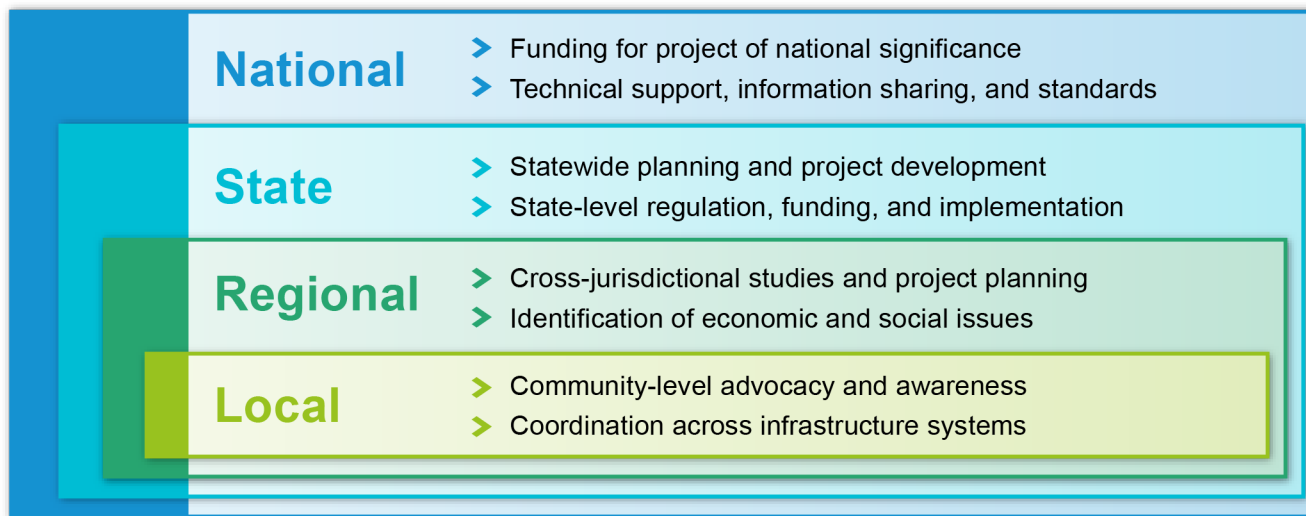 National
Funding for project of national significance
Technical support, information sharing, and standards
State
Statewide planning and project development
State-level regulation, funding, and implementation
Regional
Cross-jurisdictional studies and project planning
Identification of economic and social issues
Local
Community-level advocacy and awareness
Coordination across infrastructure systems